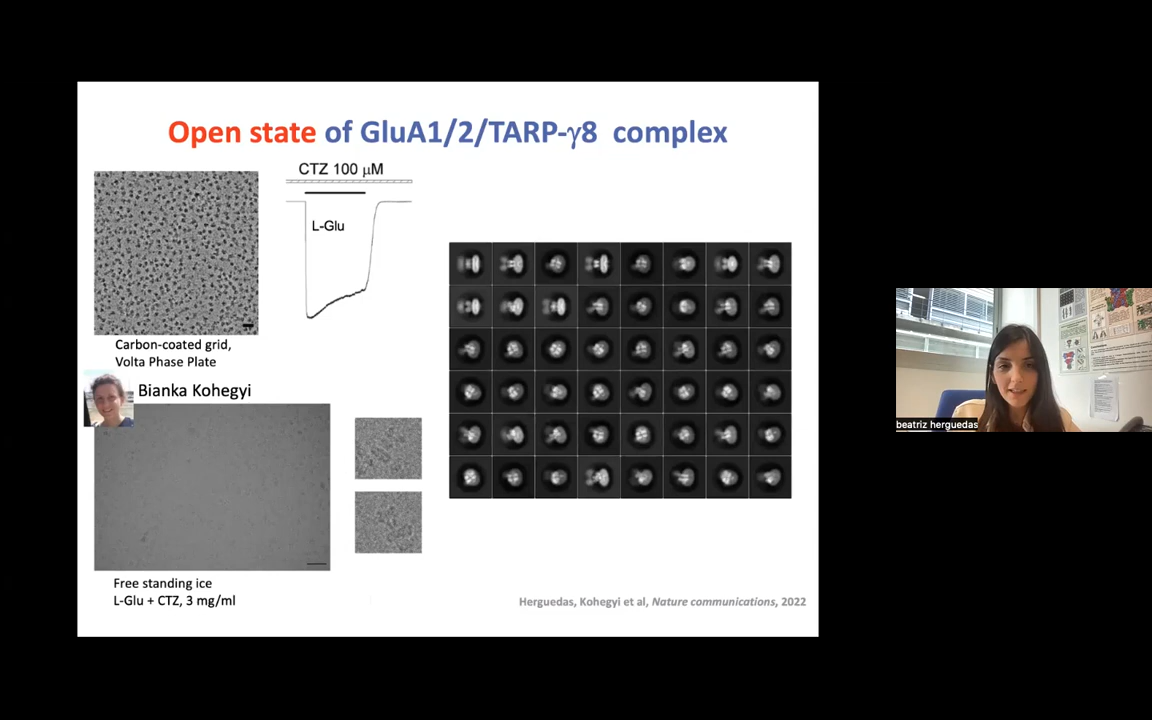 Open state of GluA1/2/TARP-γ8 complex
CTZ 100 μM
L-Glu
Carbon-coated grid,
Volta Phase Plate
Bianka Kohegyi
Free standing ice
L-Glu + CTZ, 3 mg/ml
Herguedas, Kohegyi et al, Nature communications, 2022
beatriz herguedas